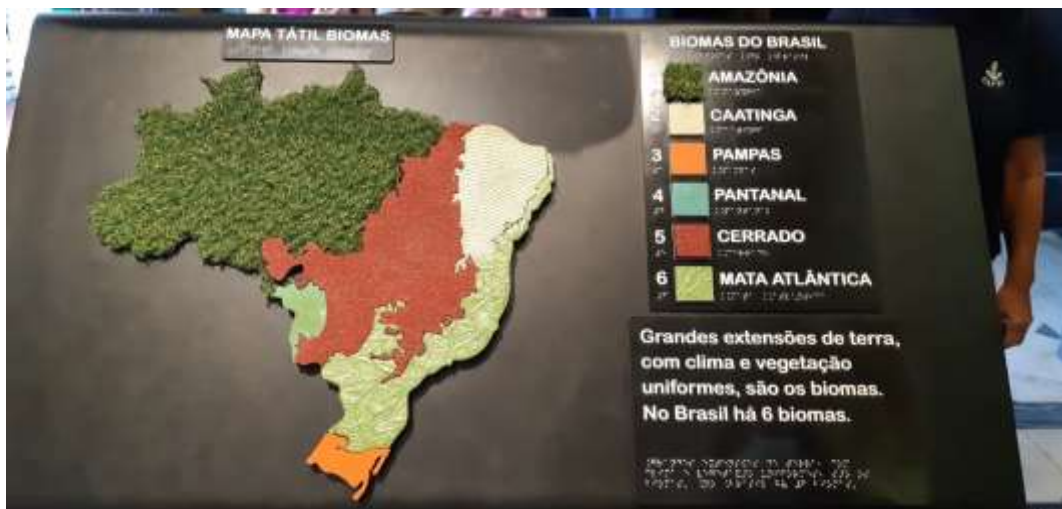 MAPA TÁTIL BIOMAS
BIOMAS DO BRASIL
AMAZÔNIA
CAATINGA
3 PAMPAS
4 PANTANAL
5 CERRADO
6 MATA ATLÂNTICA
Grandes extensões de terra,
com clima e vegetação
uniformes, são os biomas.
No Brasil há 6 biomas.